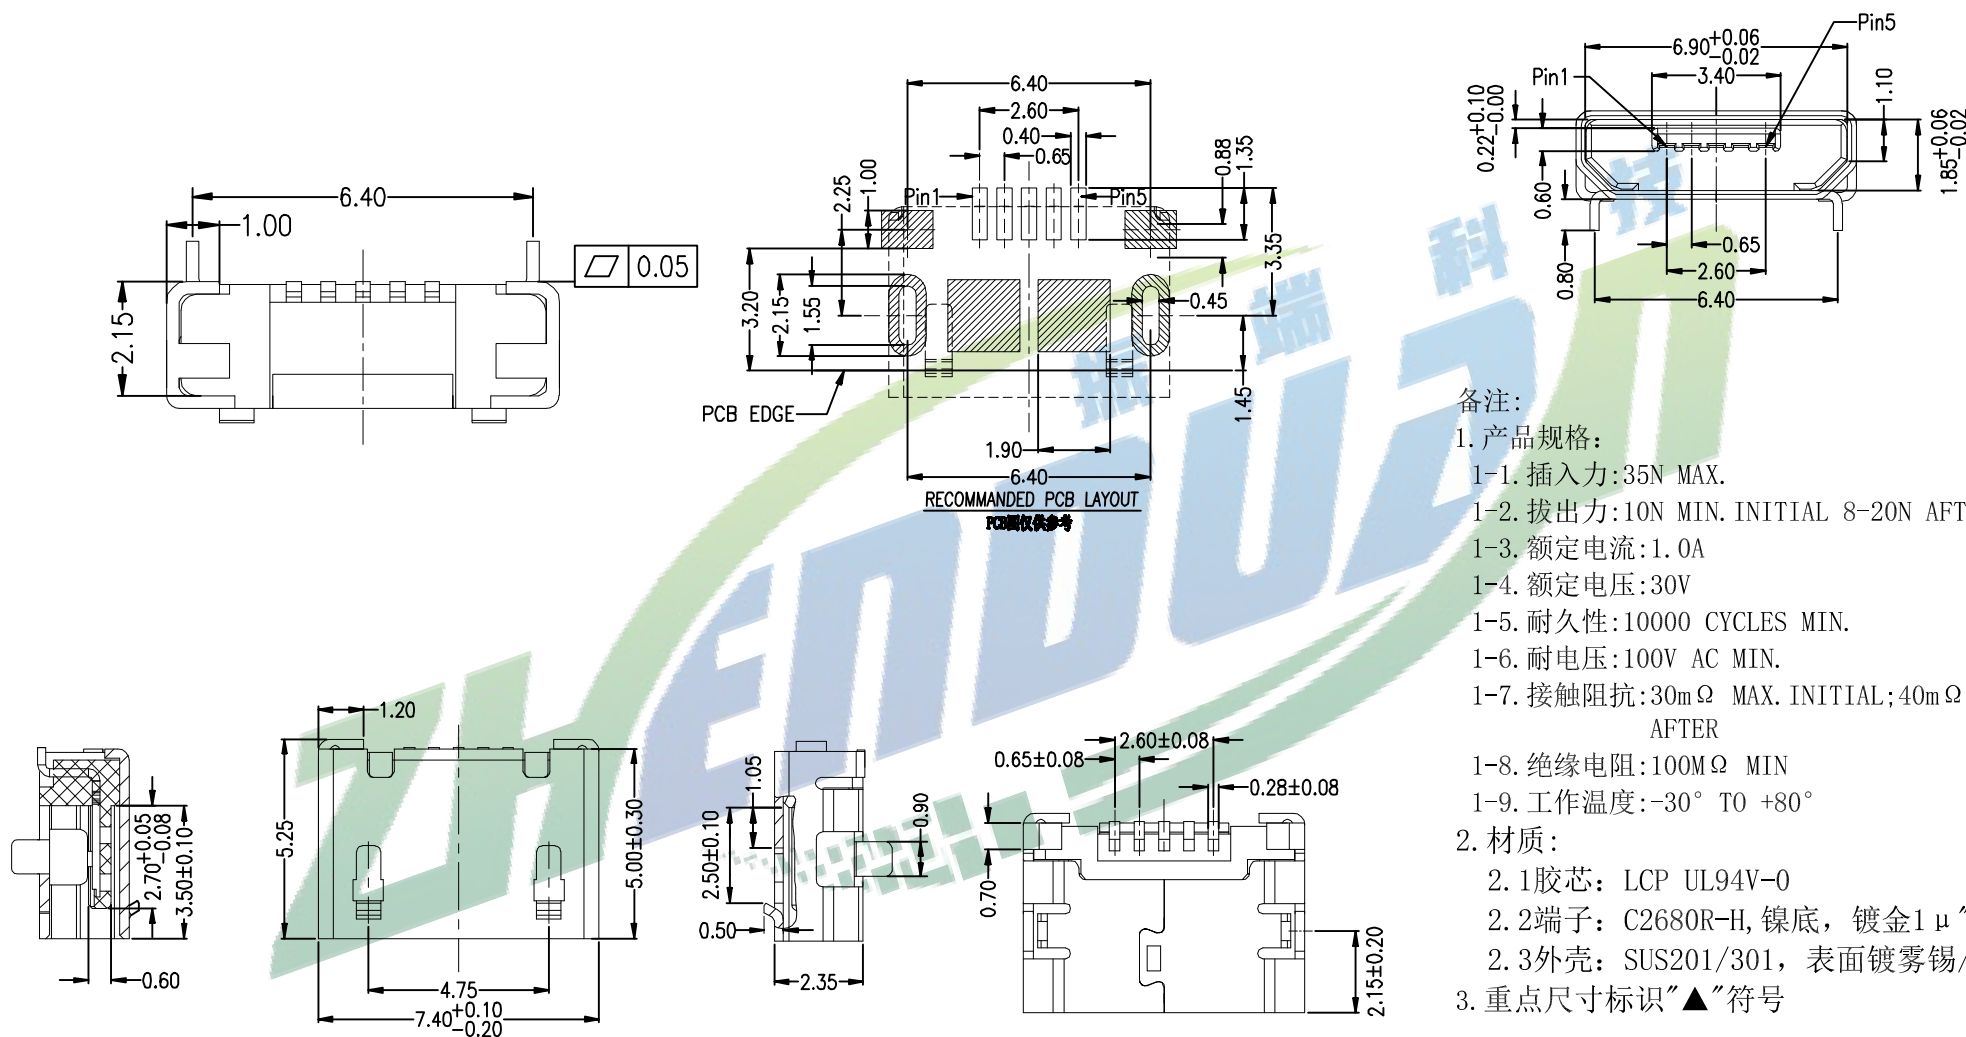 6.40
1.00
0.05
2.15
6.40
2.60
0.40
0.65
0.88
1.35
2.25
1.00
Pin1
Pin5
3.35
3.20
2.15
1.55
0.45
1.45
PCB EDGE
1.90
6.40
RECOMMANDED PCB LAYOUT
PCB图仅供参考
Pin5
6.90+0.06
-0.02
Pin1
3.40
1.10
0.22+0.10
-0.00
1.85+0.06
-0.02
0.60
0.80
0.65
2.60
6.40
振端科技
ZHENDUAN
备注:
1.产品规格:
1-1.插入力:35N MAX.
1-2.拔出力:10N MIN.INITIAL 8-20N AFT
1-3.额定电流:1.0A
1-4.额定电压:30V
1-5.耐久性:10000 CYCLES MIN.
1-6.耐电压:100V AC MIN.
1-7.接触阻抗:30mΩ MAX.INITIAL;40mΩ
AFTER
1-8.绝缘电阻:100MΩ MIN
1-9.工作温度:-30° TO +80°
2.材质:
2.1胶芯: LCP UL94V-0
2.2端子: C2680R-H,镍底, 镀金1μ"
2.3外壳: SUS201/301, 表面镀雾锡/
3.重点尺寸标识"▲"符号
2.70+0.05
-0.08
3.50±0.10
0.60
1.20
5.25
5.00±0.30
4.75
7.40+0.10
-0.20
1.05
2.50±0.10
0.90
0.50
2.35
2.60±0.08
0.65±0.08
0.28±0.08
0.70
2.15±0.20